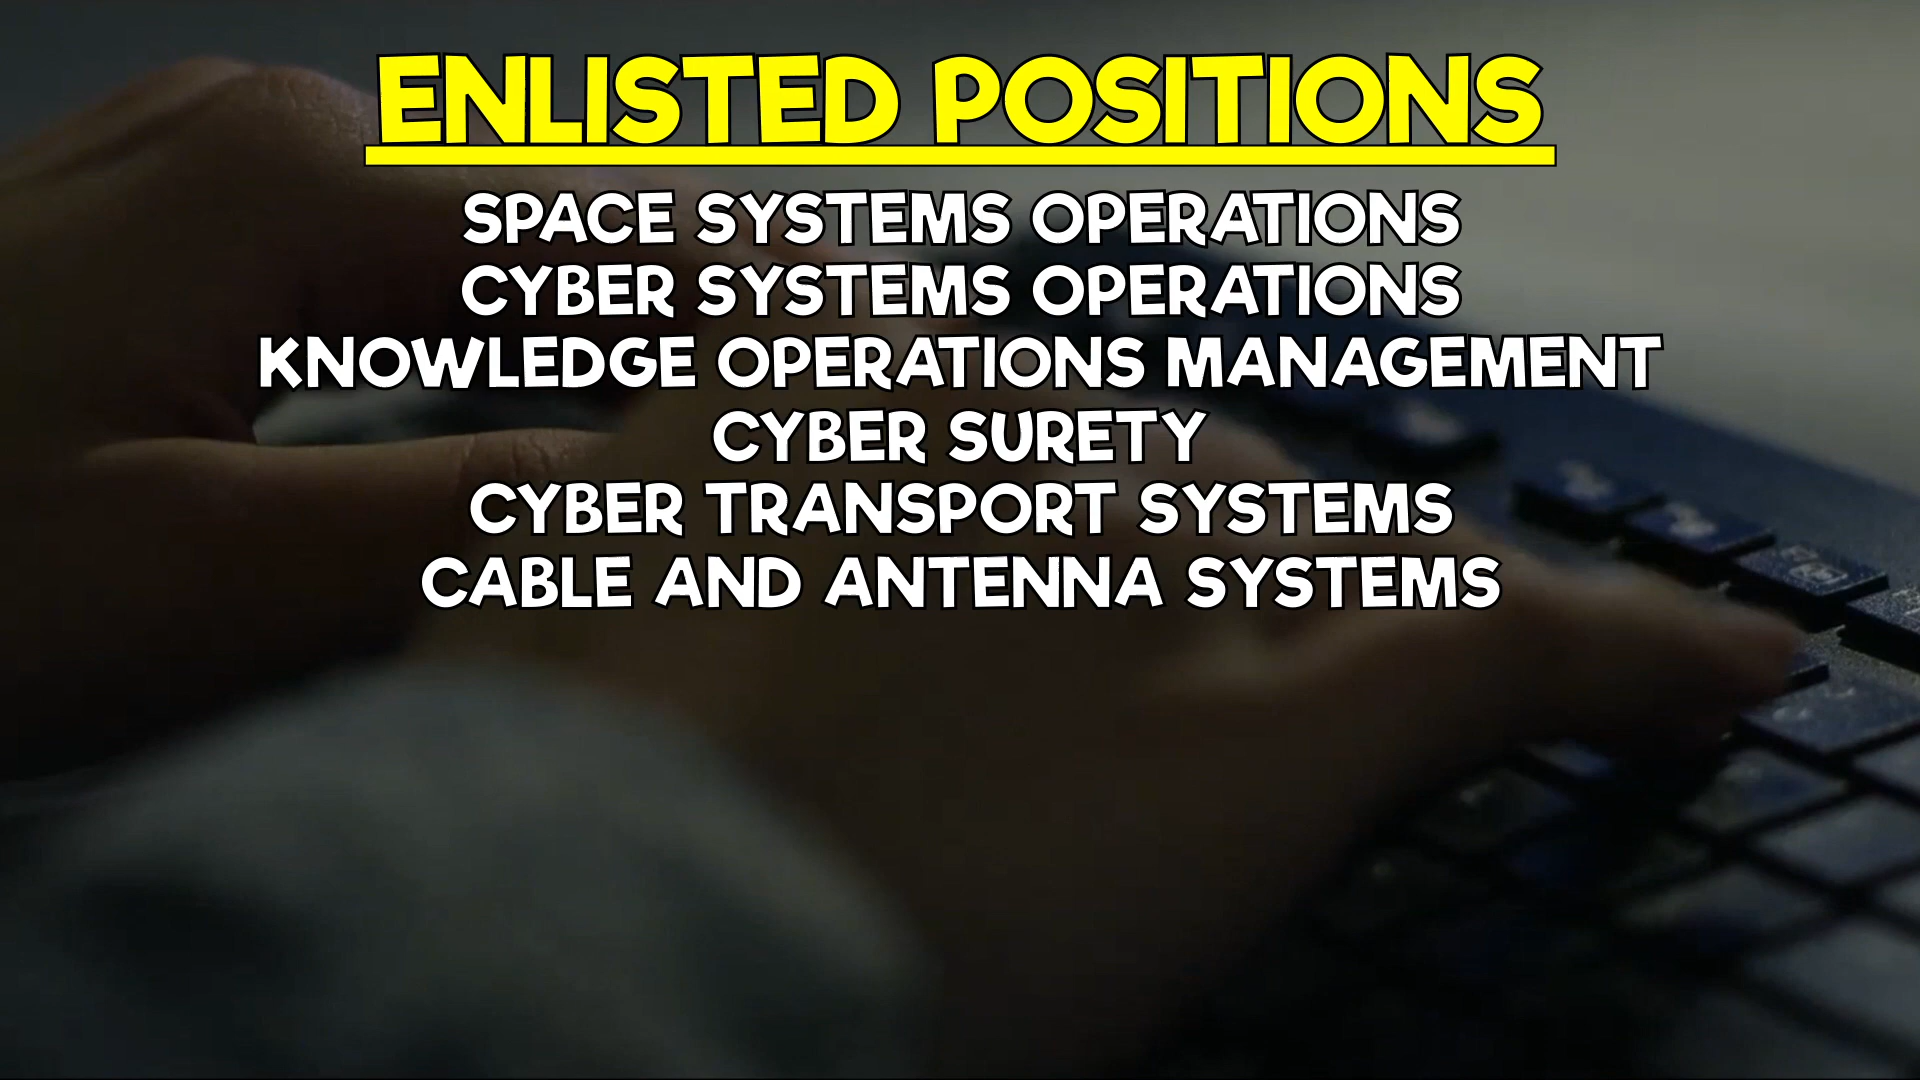 ENLISTED POSITIONS
SPACE SYSTEMS OPERATIONS
CYBER SYSTEMS OPERATIONS
KNOWLEDGE OPERATIONS MANAGEMENT
CYBER SURETY
CYBER TRANSPORT SYSTEMS
CABLE AND ANTENNA SYSTEMS